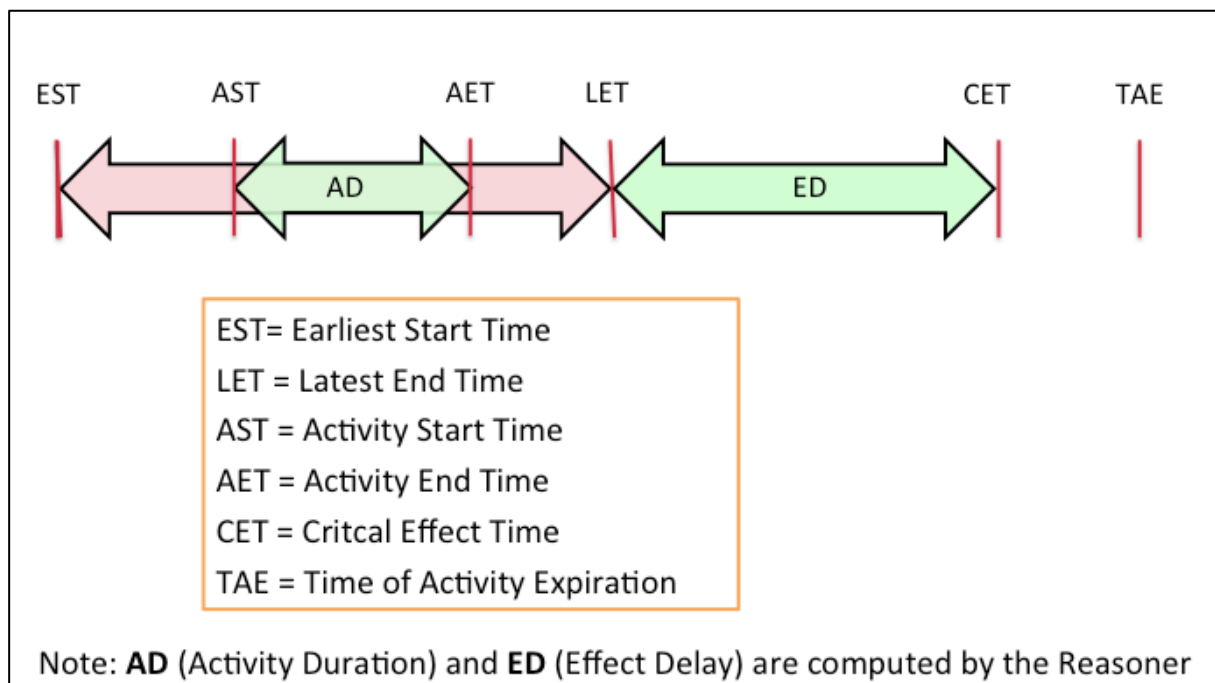 EST AST AET LET CET TAE
AD ED
EST= Earliest Start Time
LET = Latest End Time
AST = Activity Start Time
AET = Activity End Time
CET = Critcal Effect Time
TAE = Time of Activity Expiration
Note: AD (Activity Duration) and ED (Effect Delay) are computed by the Reasoner